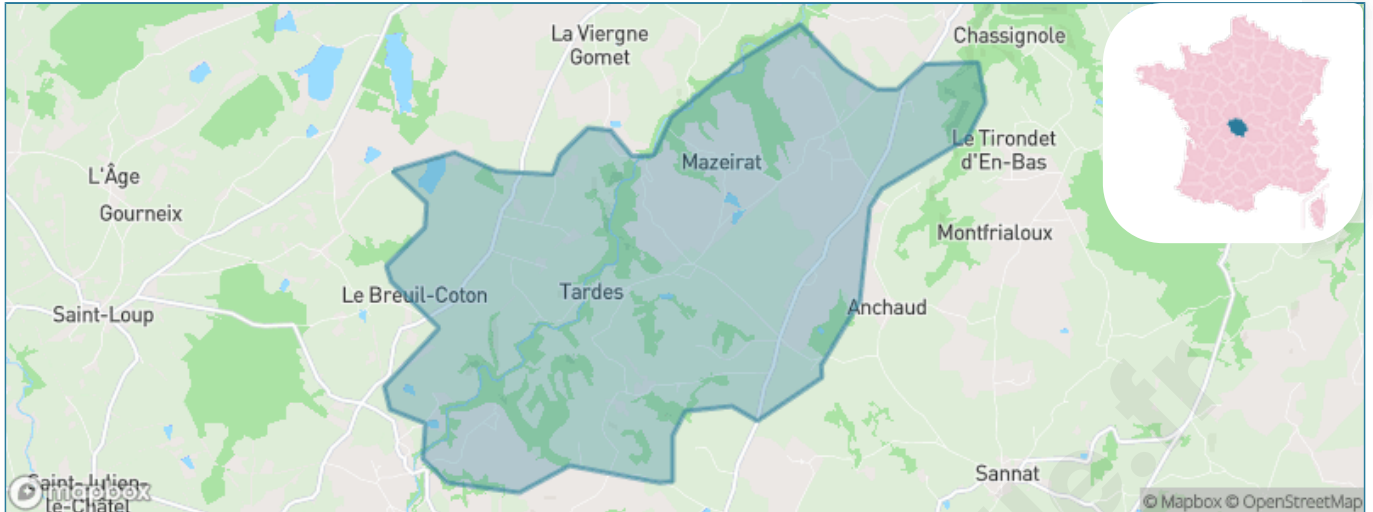 La Viergne
Gomet
Chassignole
Le Tirondet
d'En-Bas
Mazeirat
L'Âge
Gourneix
Montfrialoux
Le Breuil-Coton
Tardes
Saint-Loup
Anchaud
Sannat
Saint-Julien-
le-Châtel
mapbox
© Mapbox © OpenStreetMap